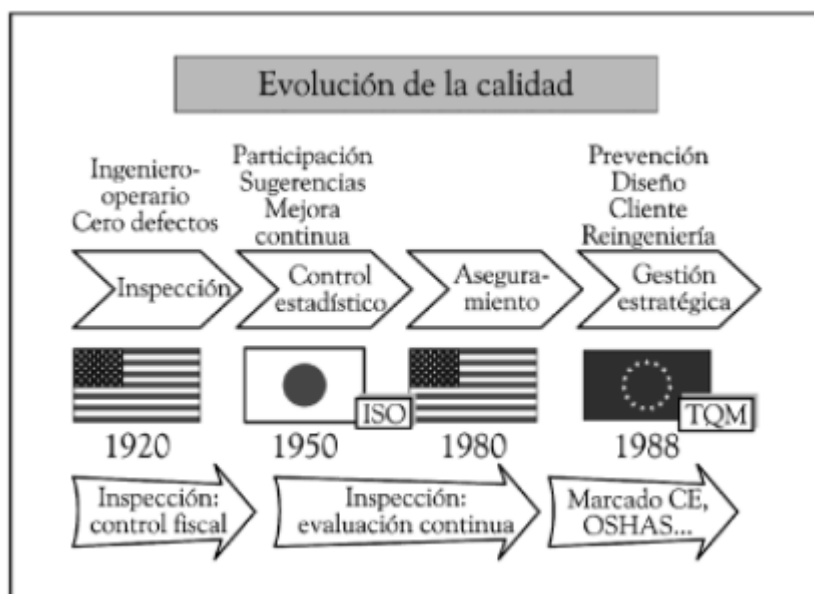 Evolución de la calidad
Ingeniero-
operario
Cero defectos
Participación
Sugerencias
Mejora
continua
Prevención
Diseño
Cliente
Reingeniería
Inspección
Control
estadístico
Asegura-
miento
Gestión
estratégica
ISO
TQM
1920
1950
1980
1988
Inspección:
control fiscal
Inspección:
evaluación continua
Marcado CE,
OSHAS...